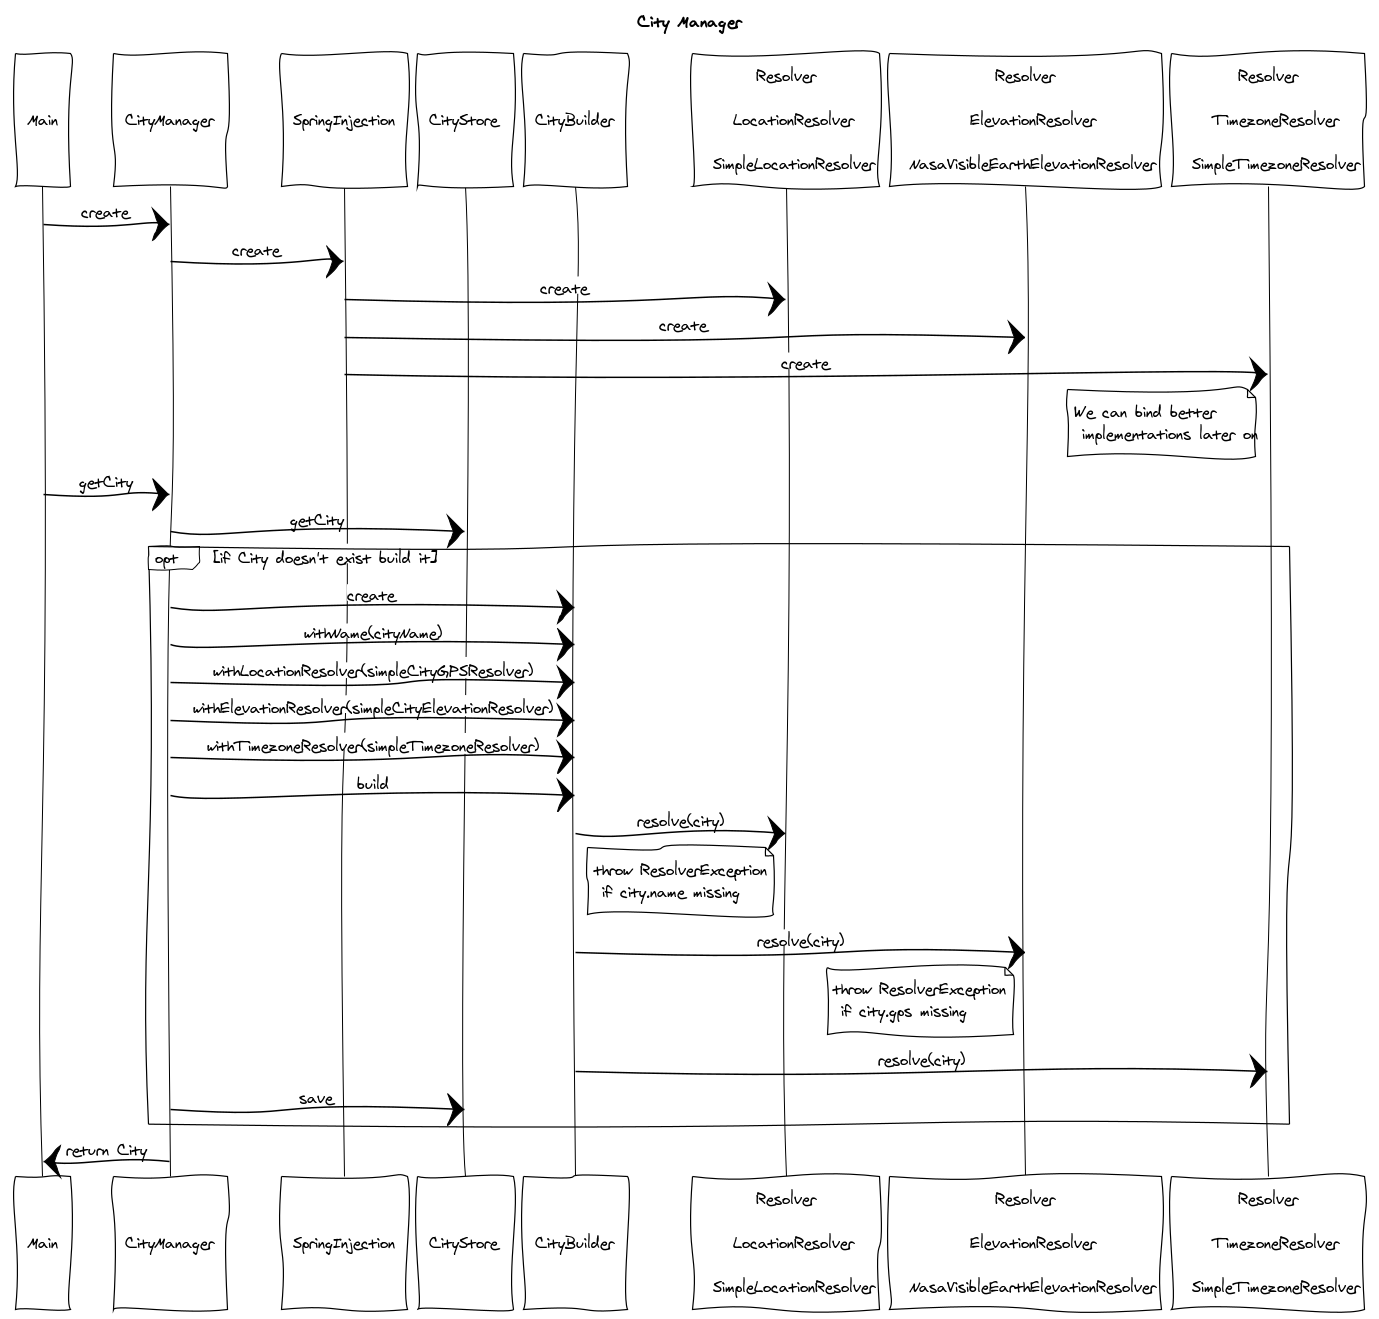 City Manager
Main
CityManager
SpringInjection
CityStore
CityBuilder
Resolver
LocationResolver
SimpleLocationResolver
Resolver
ElevationResolver
NasaVisibleEarthElevationResolver
Resolver
TimezoneResolver
SimpleTimezoneResolver
create
create
create
create
create
We can bind better
implementations later on
getCity
getCity
opt
[if City doesn't exist build it]
create
withName(cityName)
withLocationResolver(simpleCityGPSResolver)
withElevationResolver(simpleCityElevationResolver)
withTimezoneResolver(simpleTimezoneResolver)
build
resolve(city)
throw ResolverException
if city.name missing
resolve(city)
throw ResolverException
if city.gps missing
resolve(city)
save
return City
Main
CityManager
SpringInjection
CityStore
CityBuilder
Resolver
LocationResolver
SimpleLocationResolver
Resolver
ElevationResolver
NasaVisibleEarthElevationResolver
Resolver
TimezoneResolver
SimpleTimezoneResolver